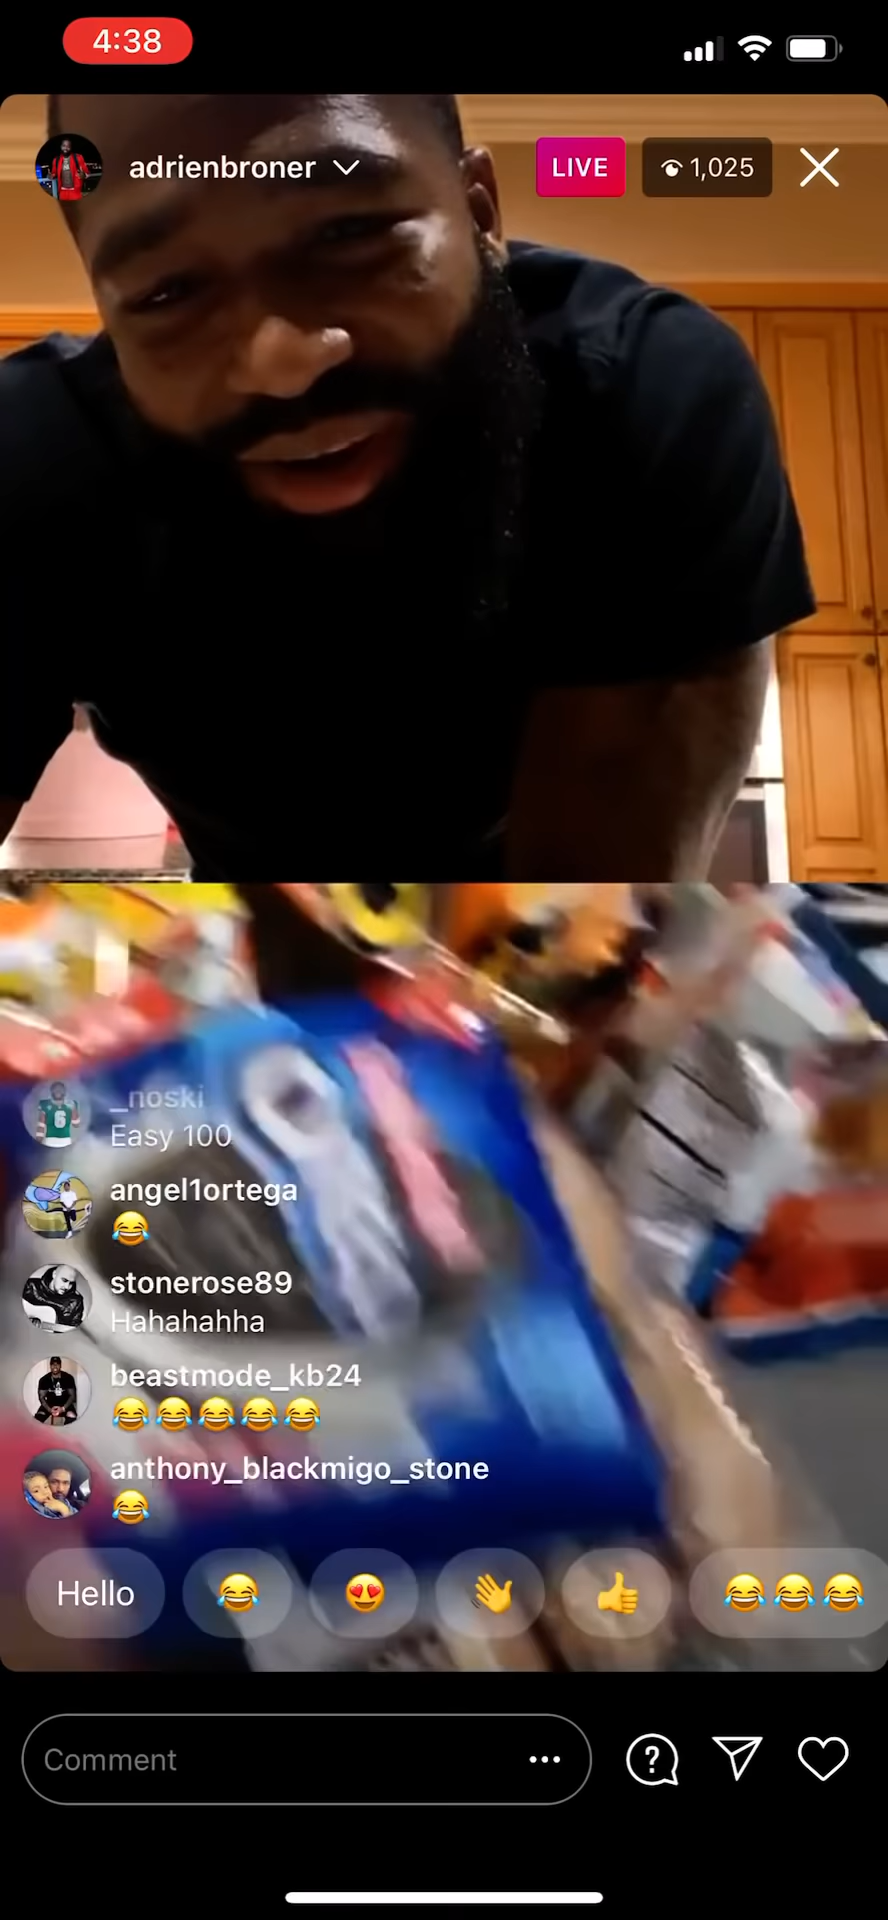 4:38
adrienbroner
LIVE
1,025
_noski
Easy 100
angel1ortega
😂
stonerose89
Hahahahha
beastmode_kb24
😂😂😂😂😂
anthony_blackmigo_stone
😂
Hello 😂 😍 👋 👍 😂😂😂
Comment